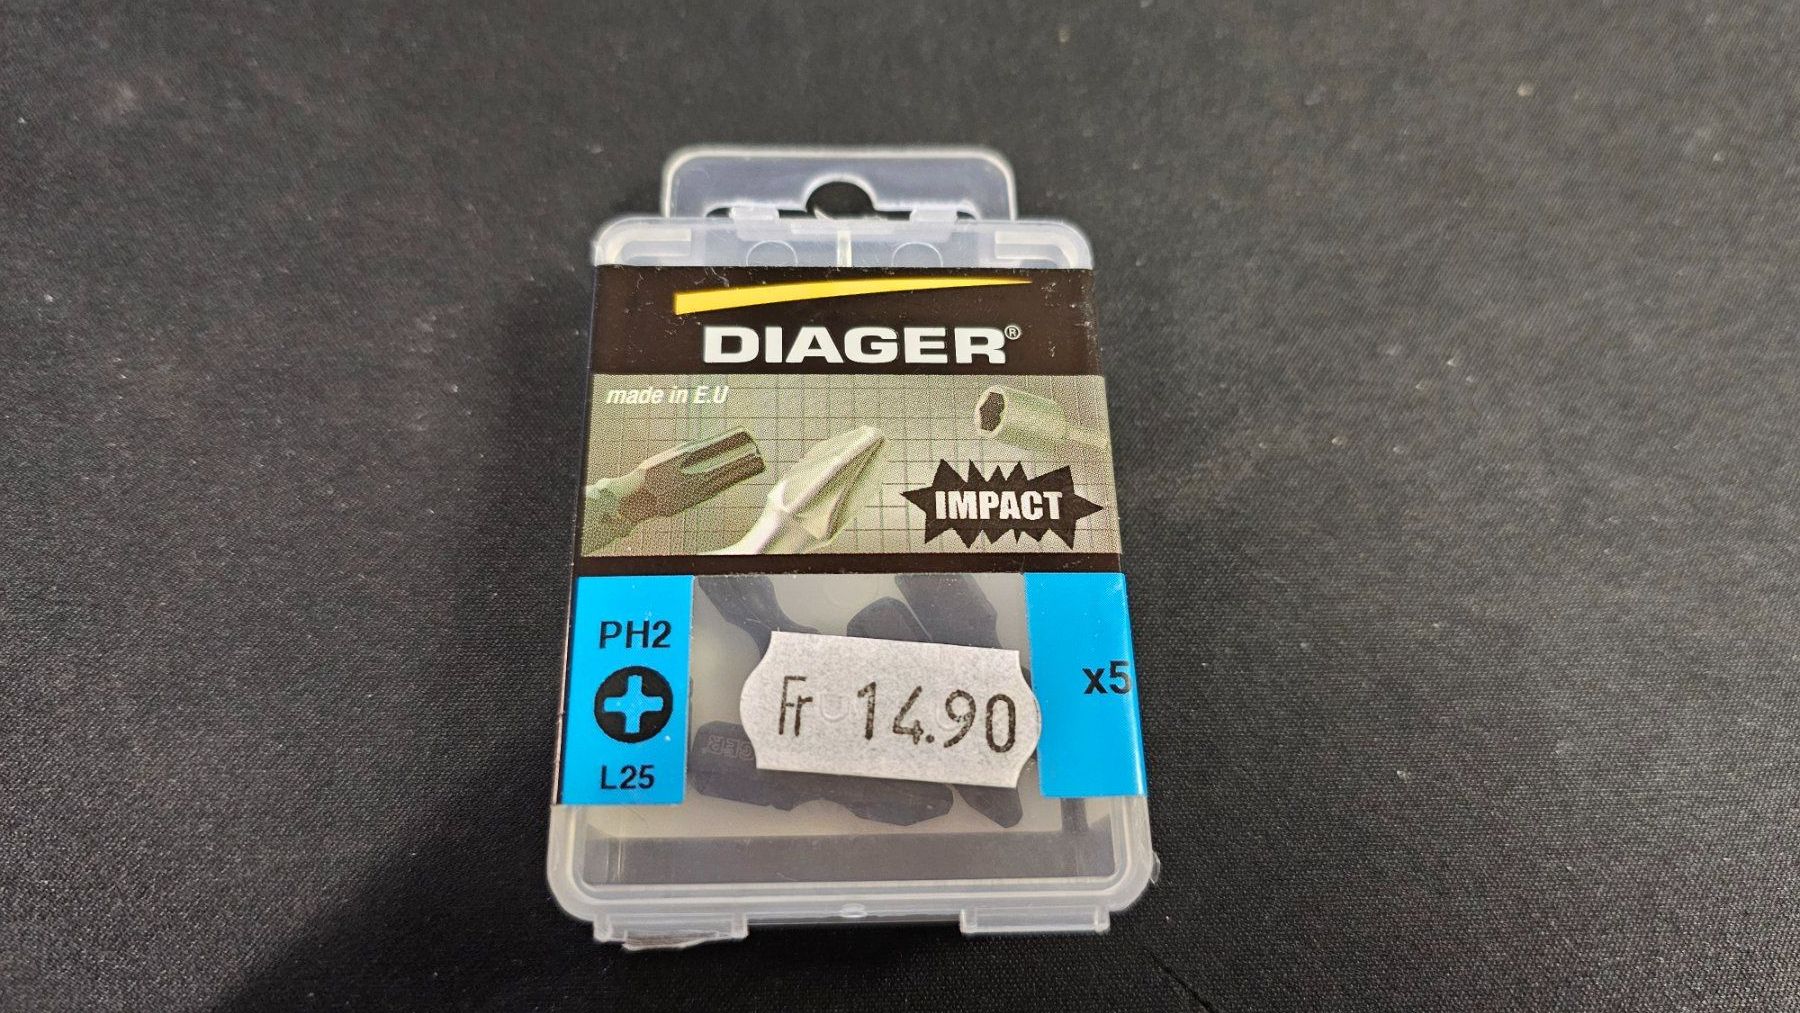 DIAGER®
made in E.U
IMPACT
PH2
L25
x5
Fr 14.90